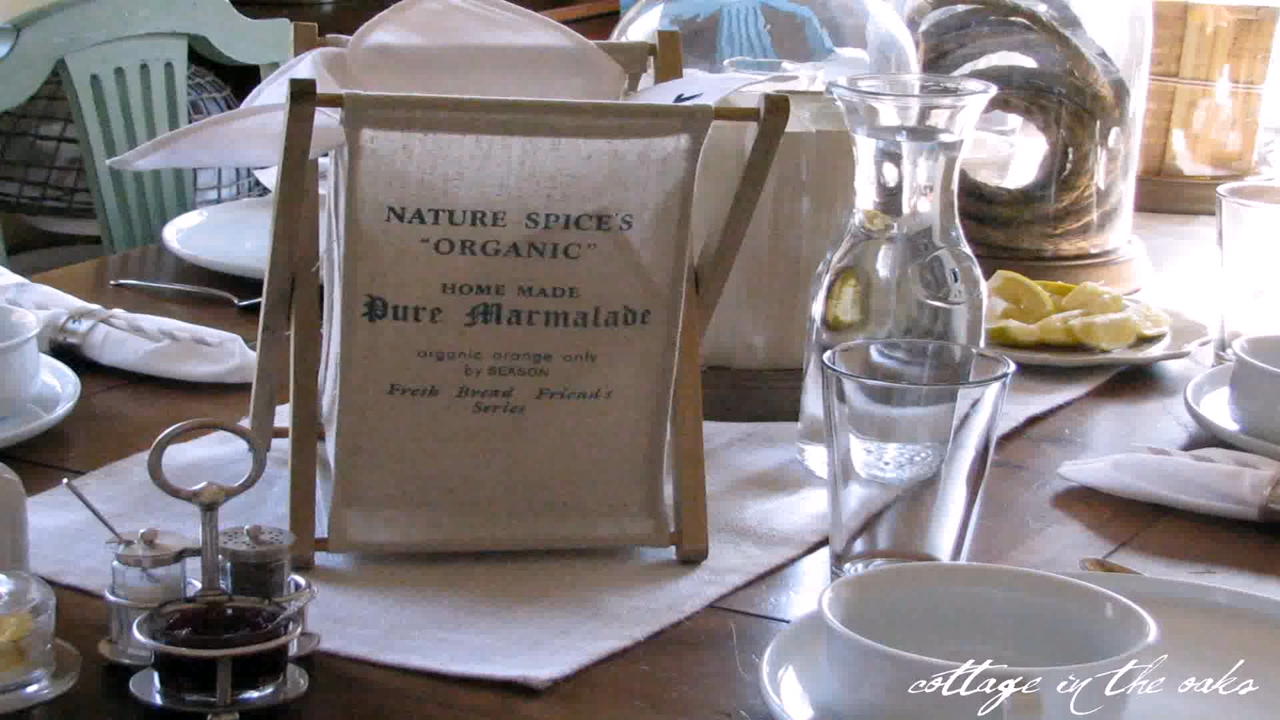 NATURE SPICE'S
"ORGANIC"
HOME MADE
Pure Marmalade
organic orange only
by SEASON
Fresh Bread Friend's
Series
cottage in the oaks